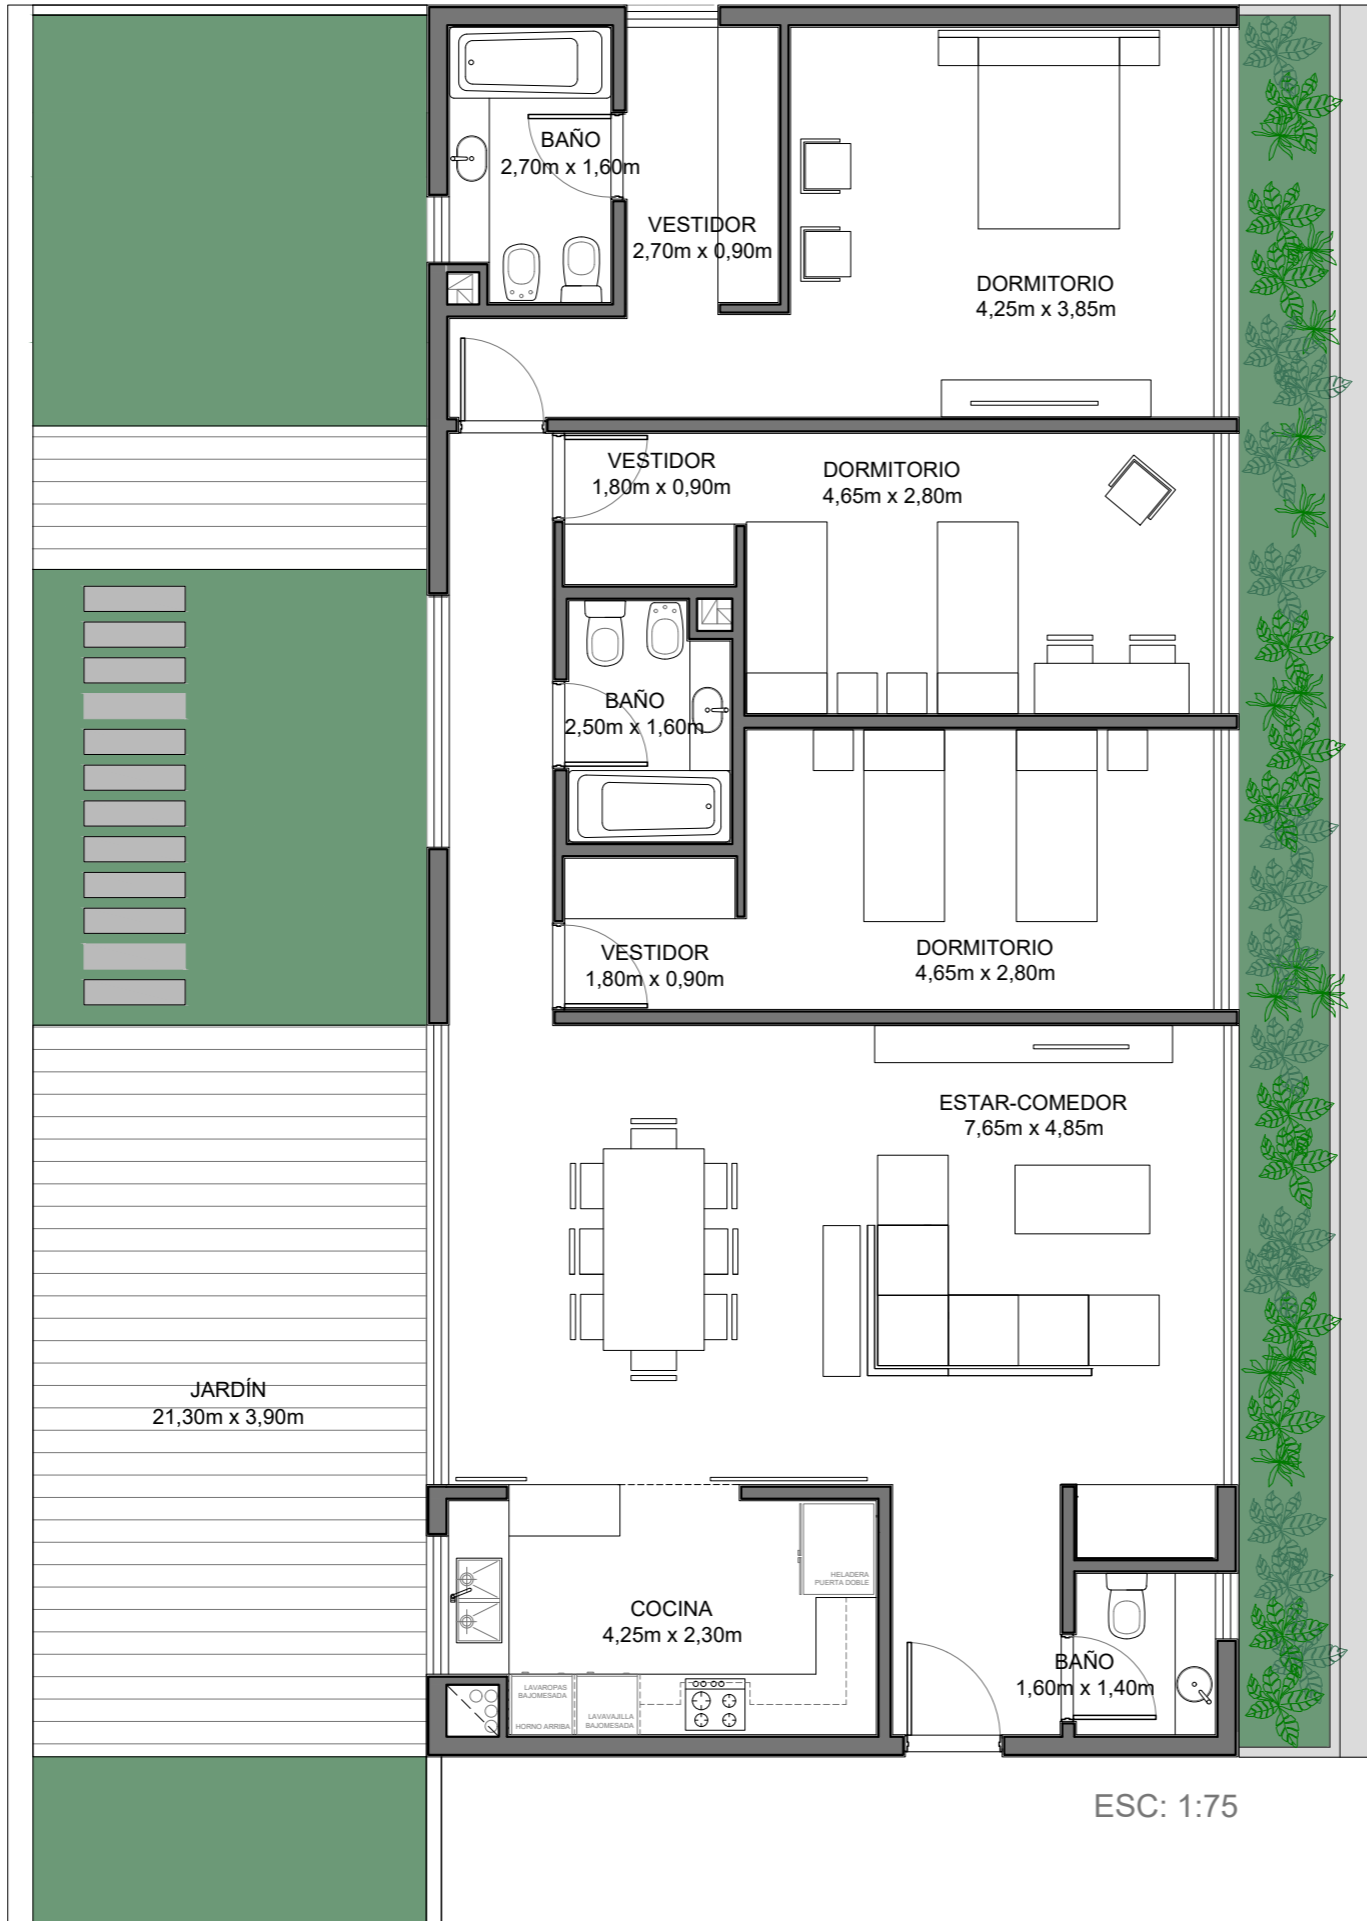 BAÑO
2,70m x 1,60m
VESTIDOR
2,70m x 0,90m
DORMITORIO
4,25m x 3,85m
VESTIDOR
1,80m x 0,90m
DORMITORIO
4,65m x 2,80m
BAÑO
2,50m x 1,60m
VESTIDOR
1,80m x 0,90m
DORMITORIO
4,65m x 2,80m
ESTAR-COMEDOR
7,65m x 4,85m
JARDÍN
21,30m x 3,90m
HELADERA
PUERTA DOBLE
COCINA
4,25m x 2,30m
BAÑO
1,60m x 1,40m
LAVAROPAS
BAJOMESADA
HORNO ARRIBA
LAVAVAJILLA
BAJOMESADA
ESC: 1:75